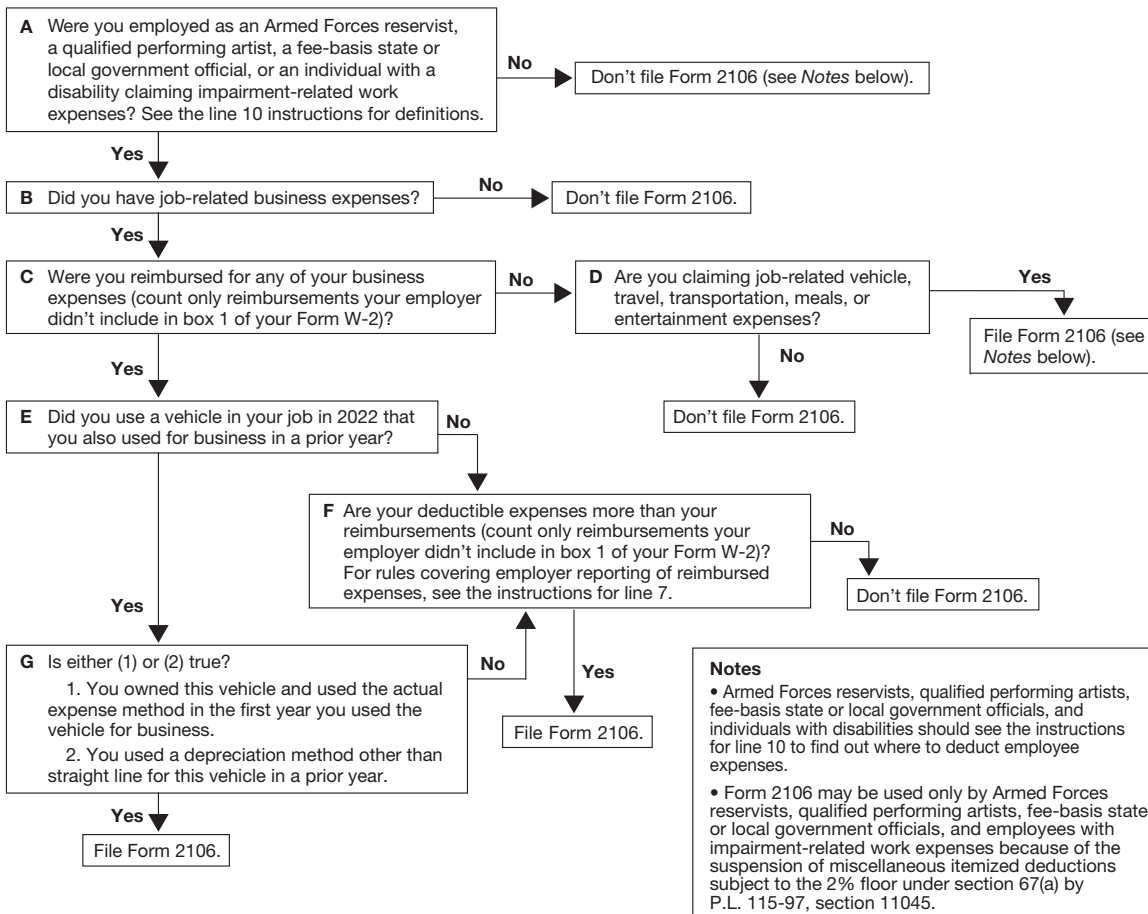 A Were you employed as an Armed Forces reservist,
a qualified performing artist, a fee-basis state or
local government official, or an individual with a
disability claiming impairment-related work
expenses? See the line 10 instructions for definitions.
No
Don't file Form 2106 (see Notes below).
Yes
B Did you have job-related business expenses?
No
Don't file Form 2106.
Yes
C Were you reimbursed for any of your business
expenses (count only reimbursements your employer
didn't include in box 1 of your Form W-2)?
No
D Are you claiming job-related vehicle,
travel, transportation, meals, or
entertainment expenses?
Yes
File Form 2106 (see
Notes below).
No
Don't file Form 2106.
Yes
E Did you use a vehicle in your job in 2022 that
you also used for business in a prior year?
No
F Are your deductible expenses more than your
reimbursements (count only reimbursements your
employer didn't include in box 1 of your Form W-2)?
For rules covering employer reporting of reimbursed
expenses, see the instructions for line 7.
No
Don't file Form 2106.
Yes
File Form 2106.
Yes
G Is either (1) or (2) true?
1. You owned this vehicle and used the actual
expense method in the first year you used the
vehicle for business.
2. You used a depreciation method other than
straight line for this vehicle in a prior year.
No
Yes
File Form 2106.
Notes
• Armed Forces reservists, qualified performing artists,
fee-basis state or local government officials, and
individuals with disabilities should see the instructions
for line 10 to find out where to deduct employee
expenses.
• Form 2106 may be used only by Armed Forces
reservists, qualified performing artists, fee-basis state
or local government officials, and employees with
impairment-related work expenses because of the
suspension of miscellaneous itemized deductions
subject to the 2% floor under section 67(a) by
P.L. 115-97, section 11045.